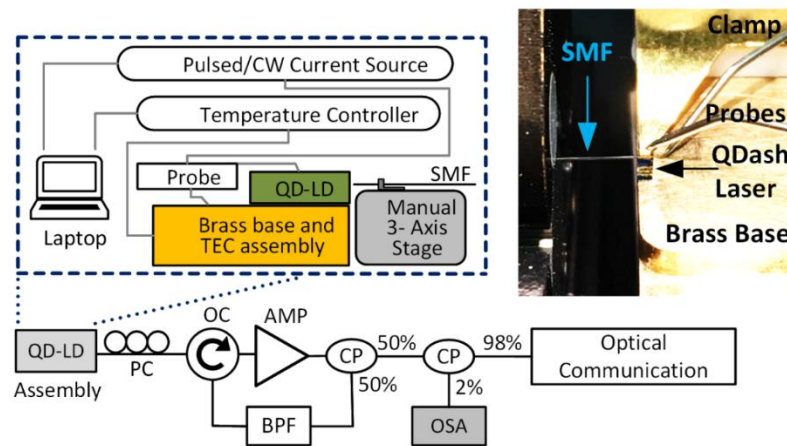 Pulsed/CW Current Source
Temperature Controller
Probe
QD-LD
SMF
Laptop
Brass base and
TEC assembly
Manual
3- Axis
Stage
Clamp
SMF
Probes
QDash
Laser
Brass Base
QD-LD
Assembly
PC
OC
AMP
CP
50%
50%
CP
98%
2%
Optical
Communication
BPF
OSA